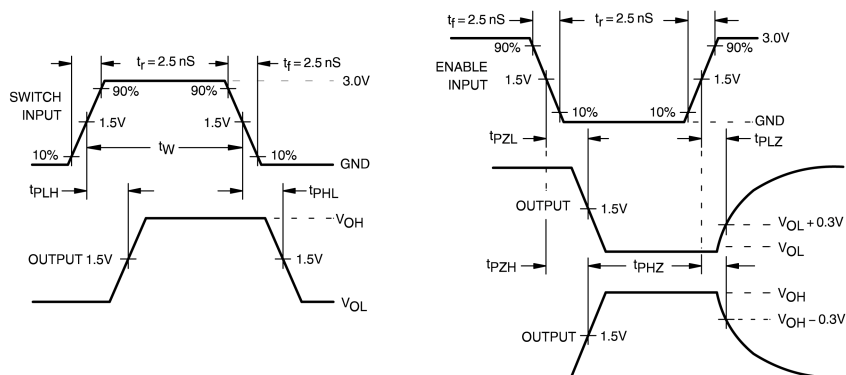 tr = 2.5 nS
tf = 2.5 nS
3.0V
SWITCH
INPUT
90%
90%
1.5V
1.5V
10%
tW
10%
GND
tPLH
tPHL
VOH
OUTPUT 1.5V
1.5V
VOL
tf = 2.5 nS
tr = 2.5 nS
3.0V
90%
90%
ENABLE
INPUT
1.5V
1.5V
10%
10%
GND
tPZL
tPLZ
OUTPUT
1.5V
VOL + 0.3V
VOL
tPZH
tPHZ
VOH
VOH – 0.3V
OUTPUT
1.5V